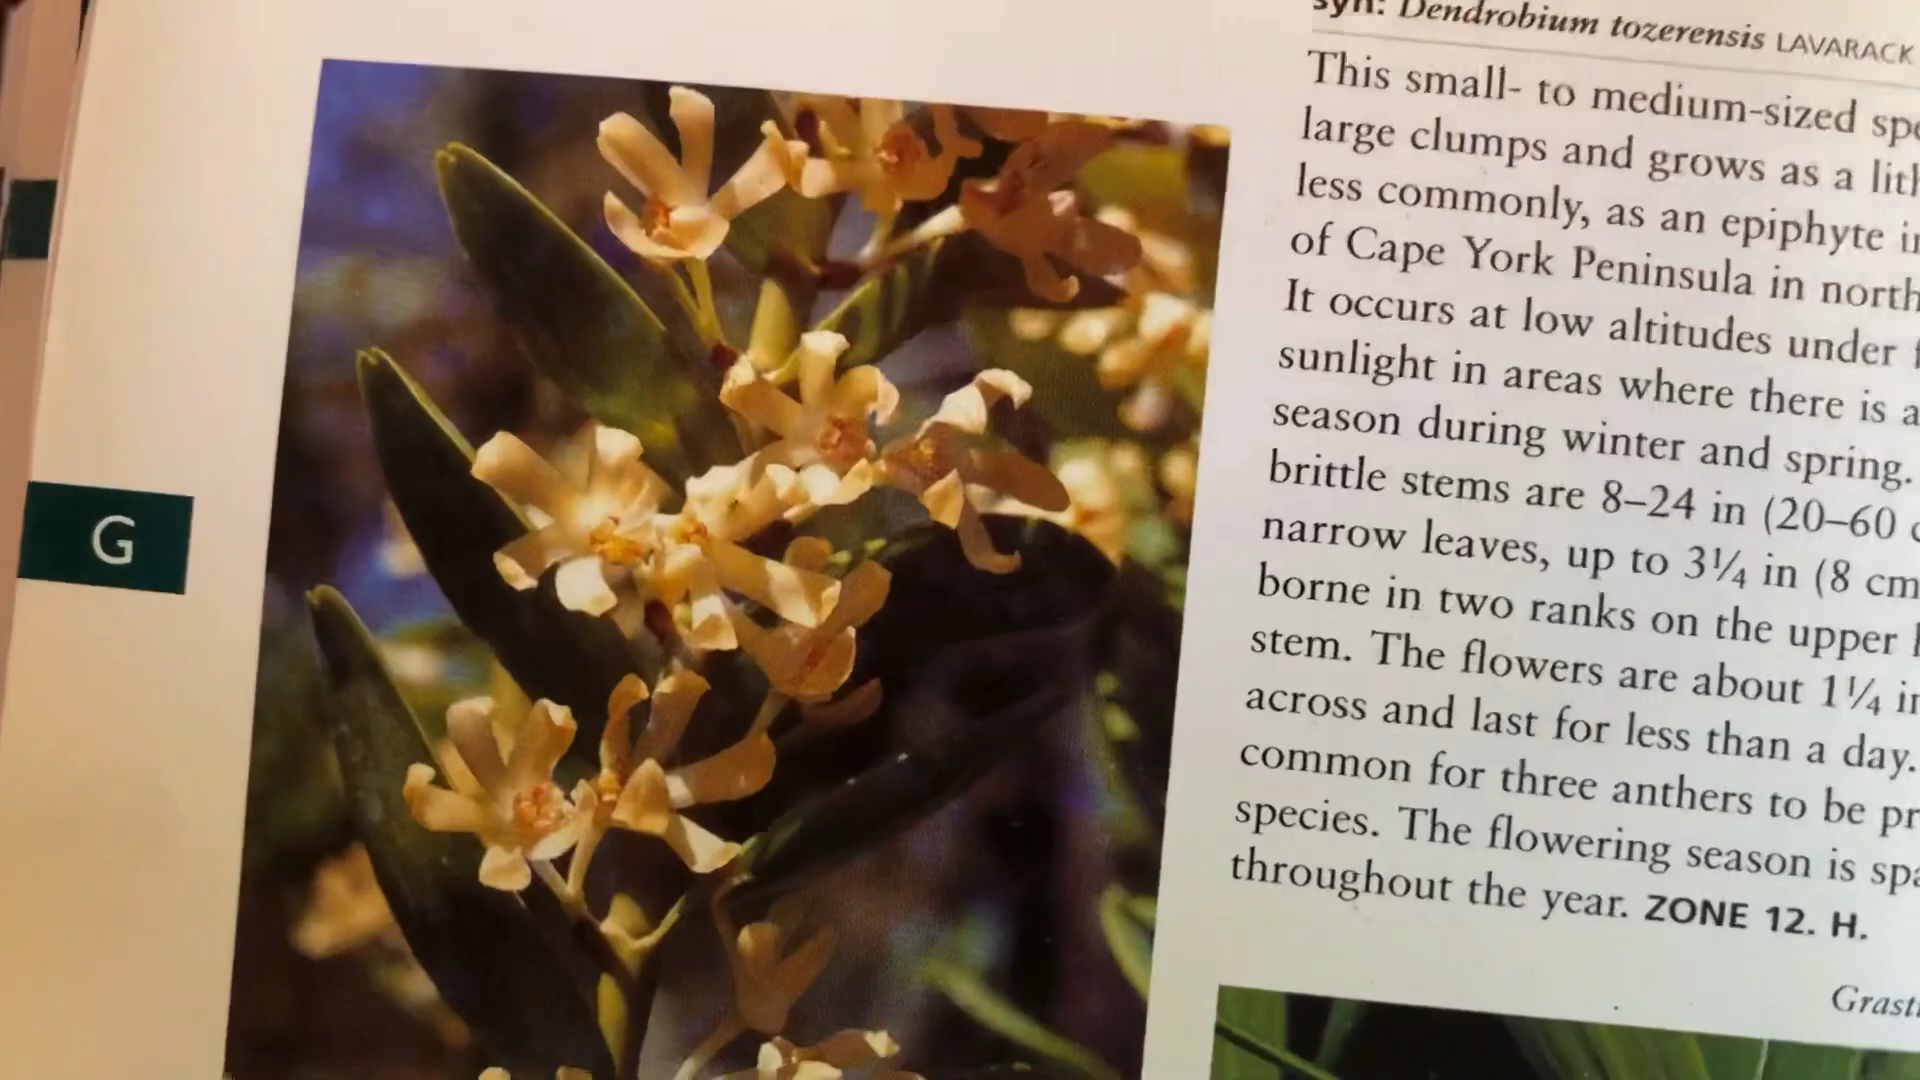 syn: Dendrobium tozerensis LAVARACK
This small- to medium-sized
large clumps and grows as a
less commonly, as an epiphyte
of Cape York Peninsula in
It occurs at low altitudes under
sunlight in areas where there is a
season during winter and spring.
brittle stems are 8–24 in (20–60
narrow leaves, up to 3¼ in (8 cm
borne in two ranks on the upper
stem. The flowers are about 1¼
across and last for less than a day.
common for three anthers to be
species. The flowering season is
throughout the year. ZONE 12. H.
G